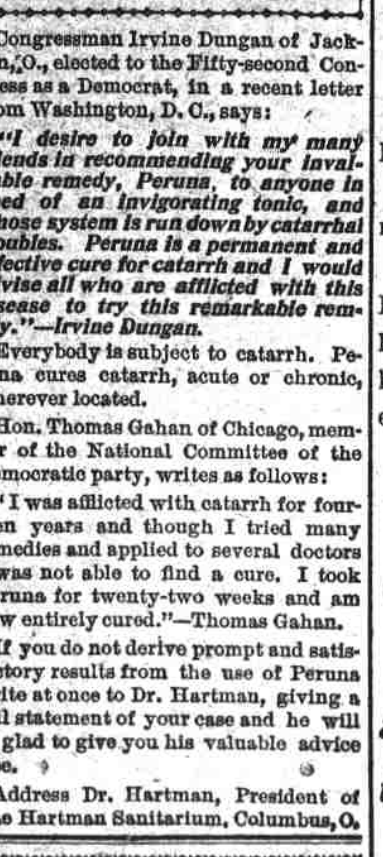 Congressman Irvine Dungan of Jack-
n, O., elected to the Fifty-second Con-
ess as a Democrat, in a recent letter
om Washington, D. C., says:
"I desire to join with my many
iends in recommending your inval-
ble remedy, Peruna, to anyone in
ed of an invigorating tonic, and
hose system is run down by catarrhal
oubles. Peruna is a permanent and
fective cure for catarrh and I would
vise all who are afflicted with this
sease to try this remarkable rem-
y."—Irvine Dungan.
Everybody is subject to catarrh. Pe-
na cures catarrh, acute or chronic,
herever located.
Hon. Thomas Gahan of Chicago, mem-
r of the National Committee of the
mocratic party, writes as follows:
"I was afflicted with catarrh for four-
en years and though I tried many
medies and applied to several doctors
was not able to find a cure. I took
runa for twenty-two weeks and am
w entirely cured."—Thomas Gahan.
If you do not derive prompt and satis-
ctory results from the use of Peruna
ite at once to Dr. Hartman, giving a
l statement of your case and he will
glad to give you his valuable advice
e.
Address Dr. Hartman, President of
e Hartman Sanitarium, Columbus, O.